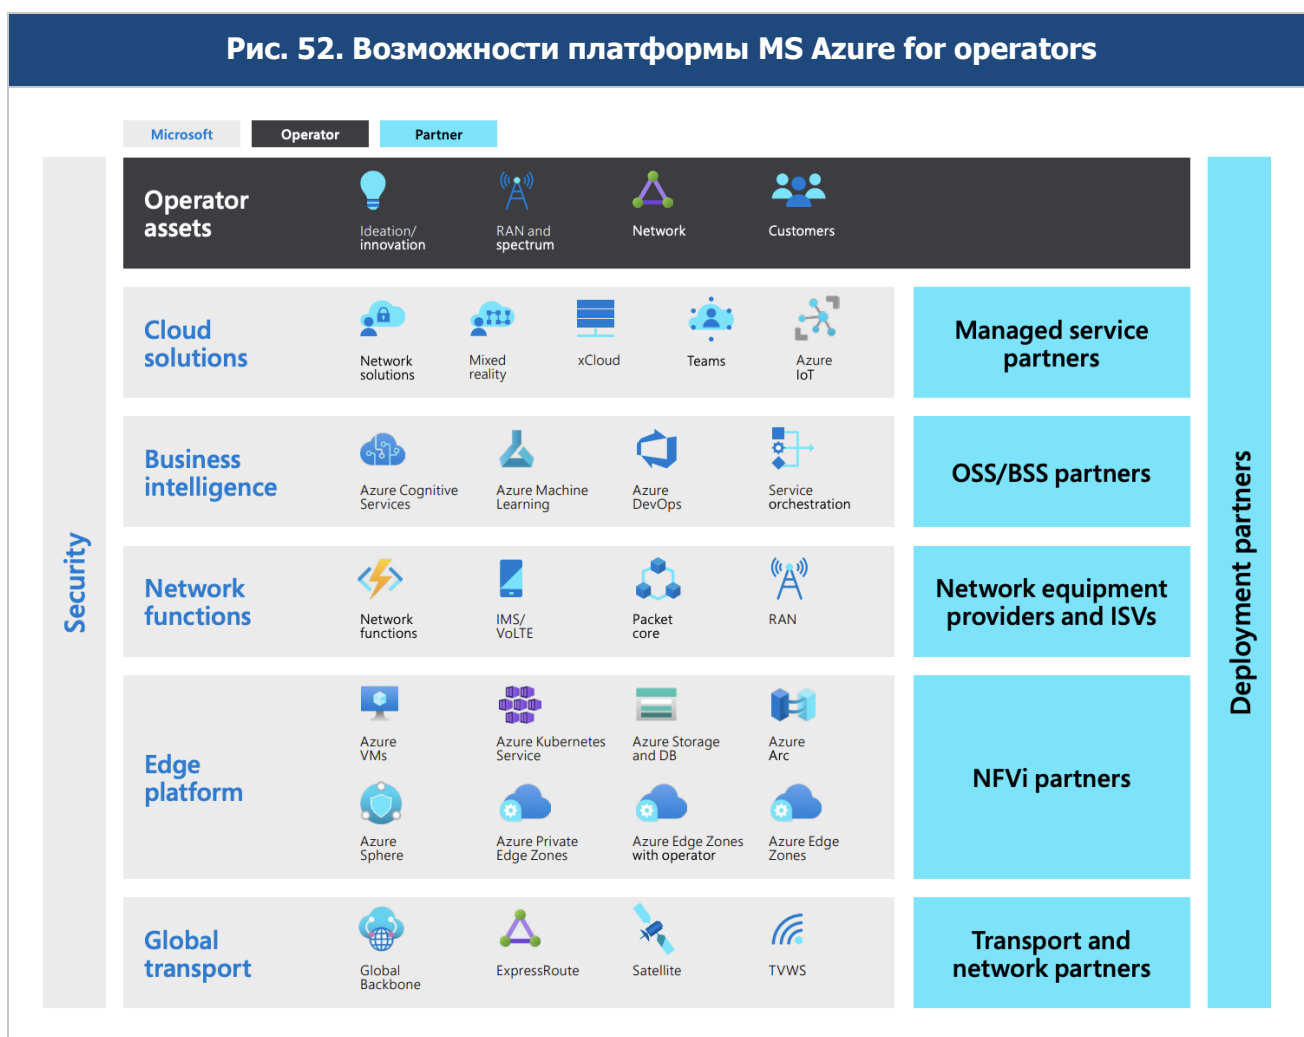 Рис. 52. Возможности платформы MS Azure for operators
Microsoft
Operator
Partner
Security
Operator
assets
Ideation/
innovation
RAN and
spectrum
Network
Customers
Cloud
solutions
Network
solutions
Mixed
reality
xCloud
Teams
Azure
IoT
Managed service
partners
Business
intelligence
Azure Cognitive
Services
Azure Machine
Learning
Azure
DevOps
Service
orchestration
OSS/BSS partners
Network
functions
Network
functions
IMS/
VoLTE
Packet
core
RAN
Network equipment
providers and ISVs
Edge
platform
Azure
VMs
Azure Kubernetes
Service
Azure Storage
and DB
Azure
Arc
Azure
Sphere
Azure Private
Edge Zones
Azure Edge Zones
with operator
Azure Edge
Zones
NFVi partners
Global
transport
Global
Backbone
ExpressRoute
Satellite
TVWS
Transport and
network partners
Deployment partners